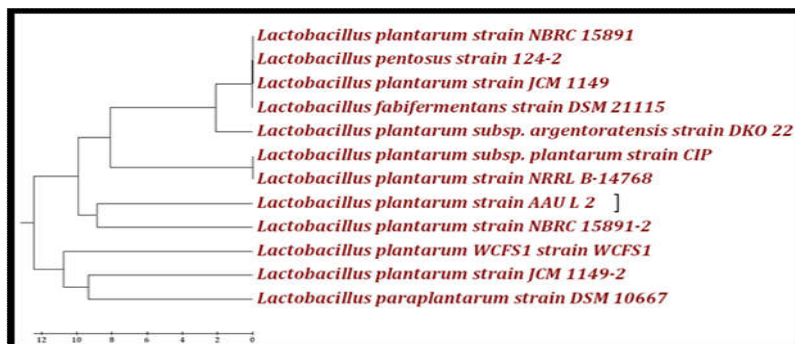 Lactobacillus plantarum strain NBRC 15891
Lactobacillus pentosus strain 124-2
Lactobacillus plantarum strain JCM 1149
Lactobacillus fabifermentans strain DSM 21115
Lactobacillus plantarum subsp. argentoratensis strain DKO 22
Lactobacillus plantarum subsp. plantarum strain CIP
Lactobacillus plantarum strain NRRL B-14768
Lactobacillus plantarum strain AAU L 2 ]
Lactobacillus plantarum strain NBRC 15891-2
Lactobacillus plantarum WCFS1 strain WCFS1
Lactobacillus plantarum strain JCM 1149-2
Lactobacillus paraplantarum strain DSM 10667
12 10 8 6 4 2 0